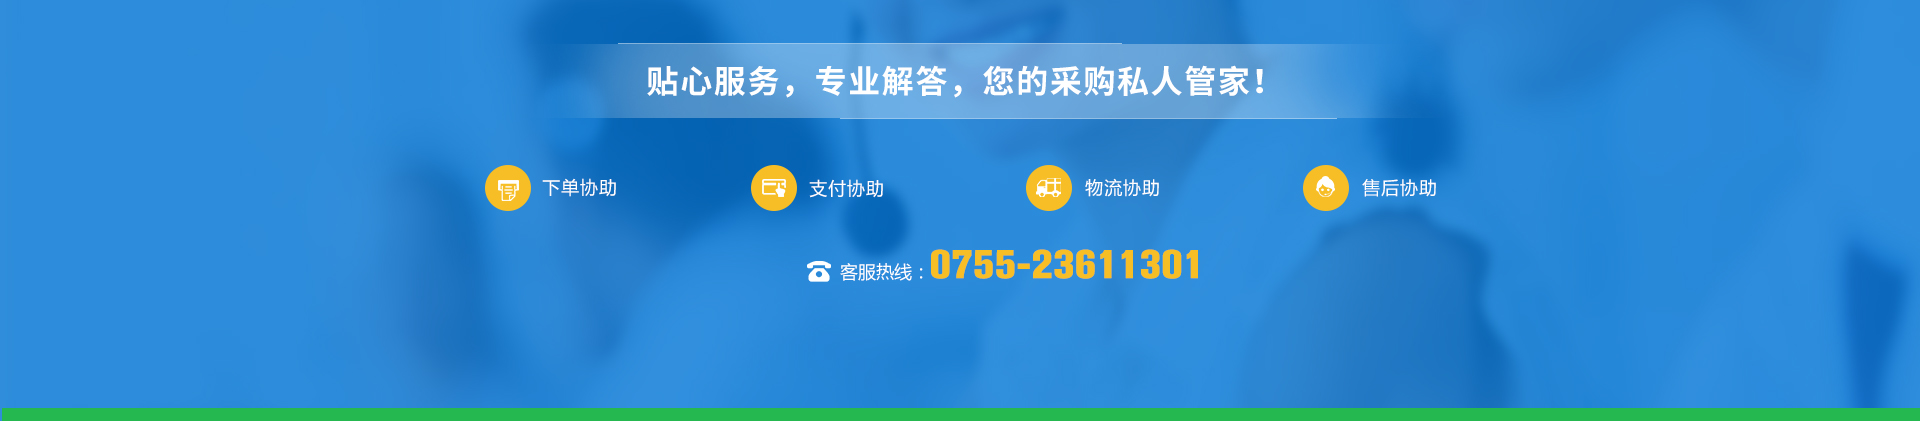 贴心服务，专业解答，您的采购私人管家！
下单协助 支付协助 物流协助 售后协助
客服热线：0755-23611301